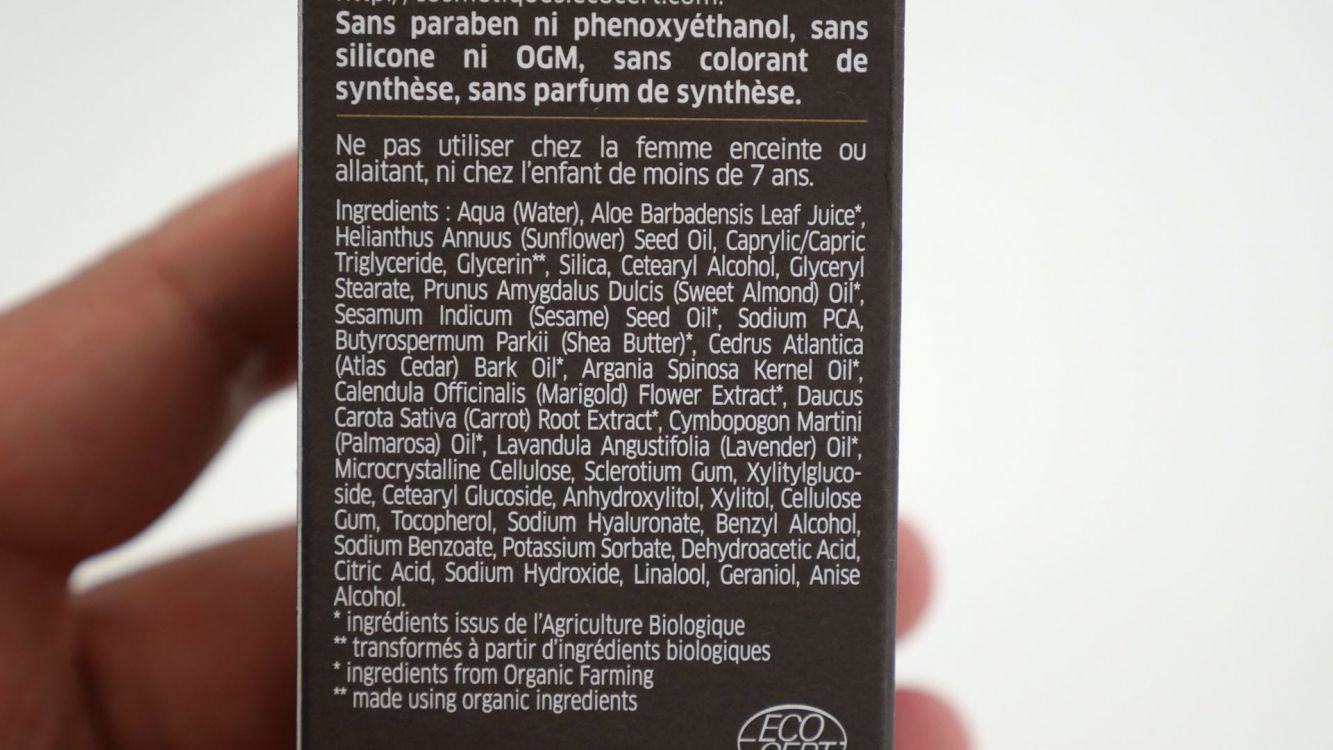 http://cosmetiques.ecocert.com.
Sans paraben ni phenoxyéthanol, sans
silicone ni OGM, sans colorant de
synthèse, sans parfum de synthèse.
Ne pas utiliser chez la femme enceinte ou
allaitant, ni chez l'enfant de moins de 7 ans.
Ingredients : Aqua (Water), Aloe Barbadensis Leaf Juice*,
Helianthus Annuus (Sunflower) Seed Oil, Caprylic/Capric
Triglyceride, Glycerin**, Silica, Cetearyl Alcohol, Glyceryl
Stearate, Prunus Amygdalus Dulcis (Sweet Almond) Oil*,
Sesamum Indicum (Sesame) Seed Oil*, Sodium PCA,
Butyrospermum Parkii (Shea Butter)*, Cedrus Atlantica
(Atlas Cedar) Bark Oil*, Argania Spinosa Kernel Oil*,
Calendula Officinalis (Marigold) Flower Extract*, Daucus
Carota Sativa (Carrot) Root Extract*, Cymbopogon Martini
(Palmarosa) Oil*, Lavandula Angustifolia (Lavender) Oil*,
Microcrystalline Cellulose, Sclerotium Gum, Xylitylgluco-
side, Cetearyl Glucoside, Anhydroxylitol, Xylitol, Cellulose
Gum, Tocopherol, Sodium Hyaluronate, Benzyl Alcohol,
Sodium Benzoate, Potassium Sorbate, Dehydroacetic Acid,
Citric Acid, Sodium Hydroxide, Linalool, Geraniol, Anise
Alcohol.
* ingrédients issus de l'Agriculture Biologique
** transformés à partir d'ingrédients biologiques
* ingredients from Organic Farming
** made using organic ingredients
ECO
CERT